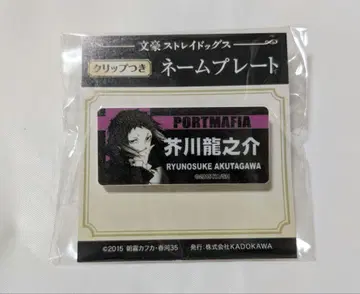 文豪ストレイドッグス
クリップつき ネームプレート
PORTMAFIA
芥川龍之介
RYUNOSUKE AKUTAGAWA
©2015 朝霧カフカ・春河35 発行：株式会社KADOKAWA